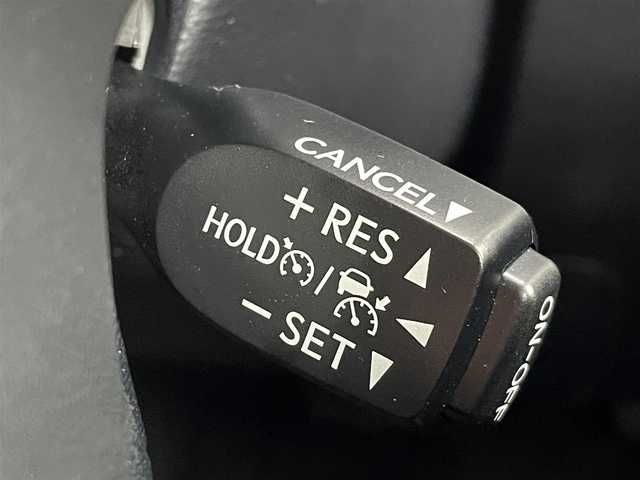 CANCEL▼
+ RES ▲
HOLD /
- SET ▼
ON-OFF